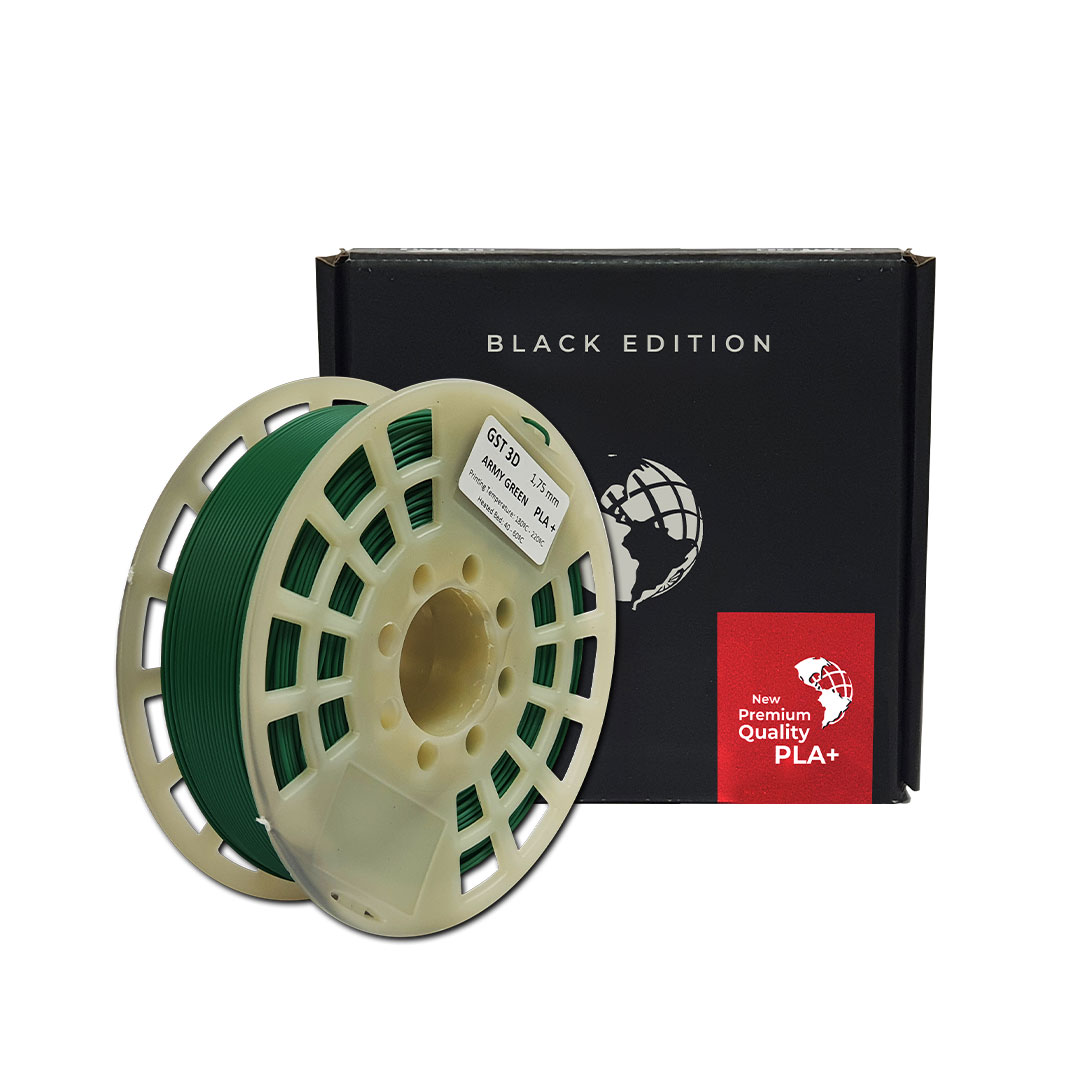 BLACK EDITION
GST 3D 1,75 mm
ARMY GREEN PLA +
Printing Temperature: 180ºC - 220ºC
Heated Bed: 40 - 60ºC
New
Premium
Quality
PLA+